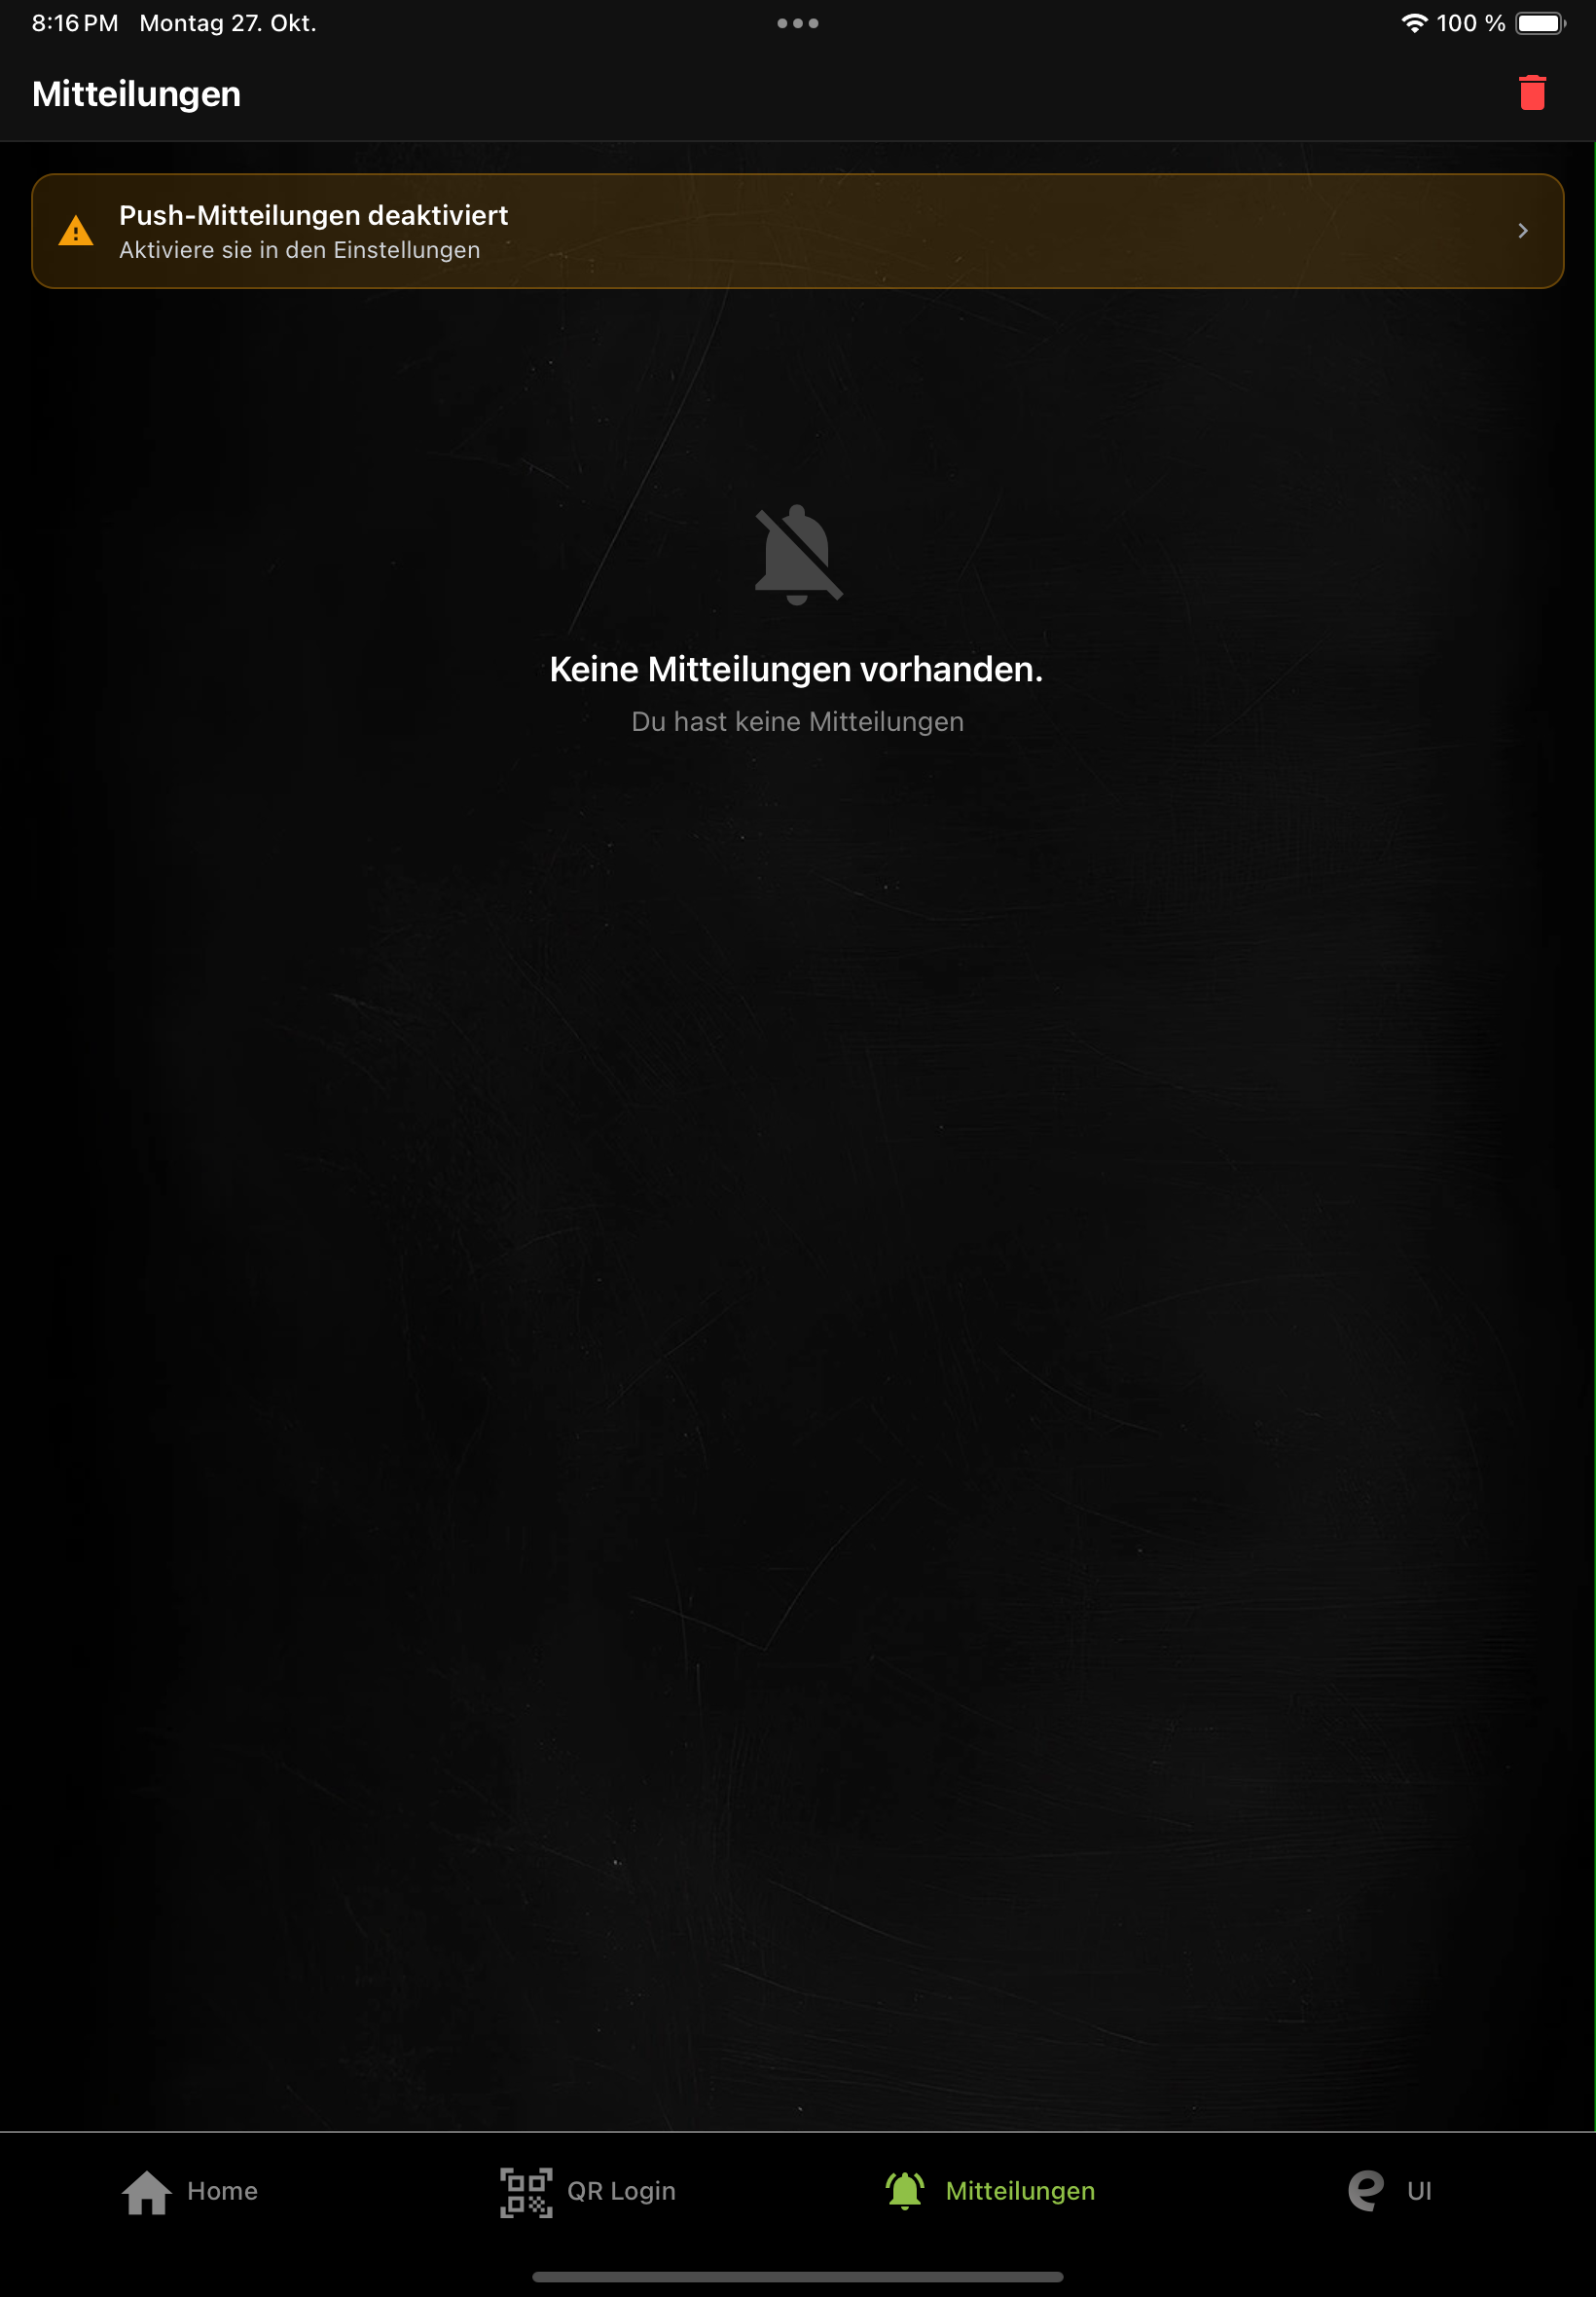 8:16 PM Montag 27. Okt.
100 %
Mitteilungen
Push-Mitteilungen deaktiviert
Aktiviere sie in den Einstellungen
Keine Mitteilungen vorhanden.
Du hast keine Mitteilungen
Home
QR Login
Mitteilungen
UI